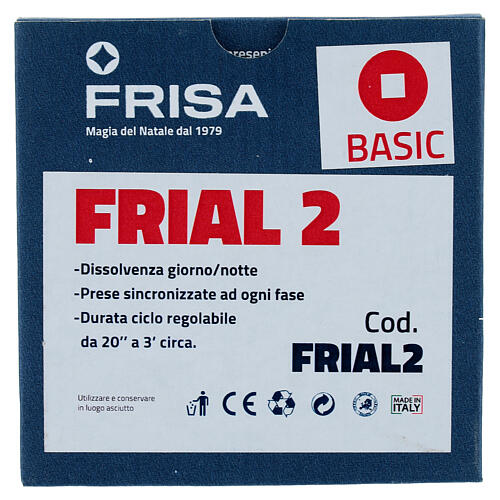 FRISA
Magia del Natale dal 1979
BASIC
FRIAL 2
-Dissolvenza giorno/notte
-Prese sincronizzate ad ogni fase
-Durata ciclo regolabile
da 20’’ a 3’ circa.
Cod.
FRIAL2
Utilizzare e conservare
in luogo asciutto
CE
MADE IN
ITALY